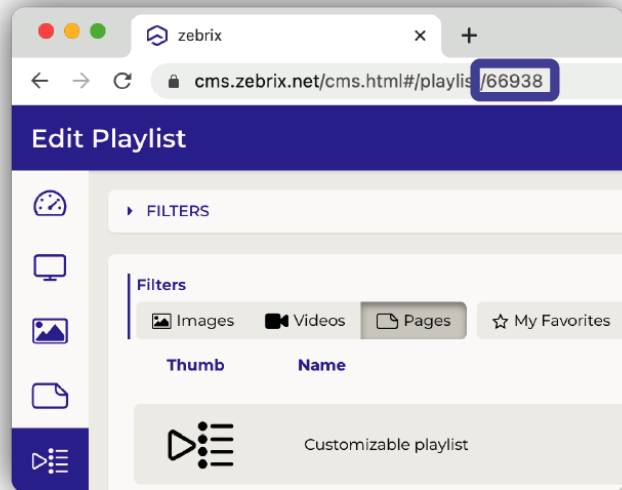 zebrix
cms.zebrix.net/cms.html#/playlis/66938
Edit Playlist
FILTERS
Filters
Images Videos Pages My Favorites
Thumb Name
Customizable playlist